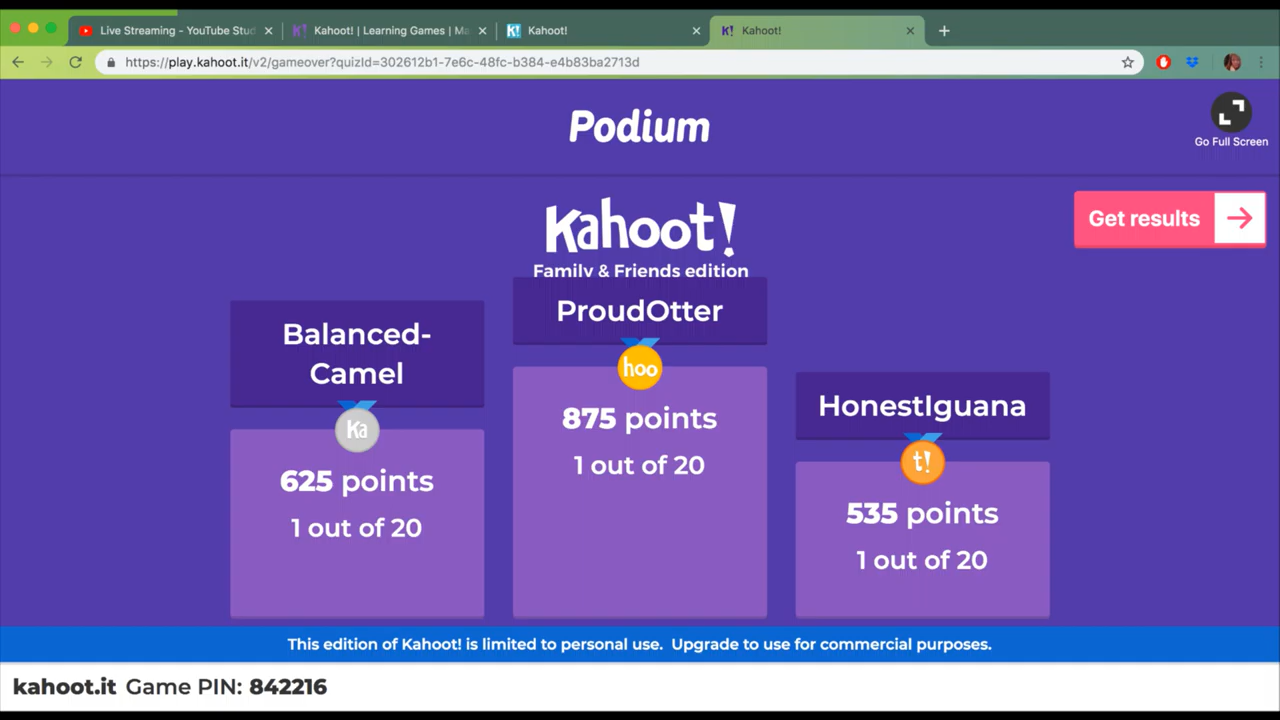 Live Streaming - YouTube Stud
Kahoot! | Learning Games | Ma
Kahoot!
Kahoot!
https://play.kahoot.it/v2/gameover?quizId=302612b1-7e6c-48fc-b384-e4b83ba2713d
Podium
Go Full Screen
Get results
Kahoot!
Family & Friends edition
Balanced-
Camel
Ka
625 points
1 out of 20
ProudOtter
hoo
875 points
1 out of 20
HonestIguana
t!
535 points
1 out of 20
This edition of Kahoot! is limited to personal use. Upgrade to use for commercial purposes.
kahoot.it Game PIN: 842216